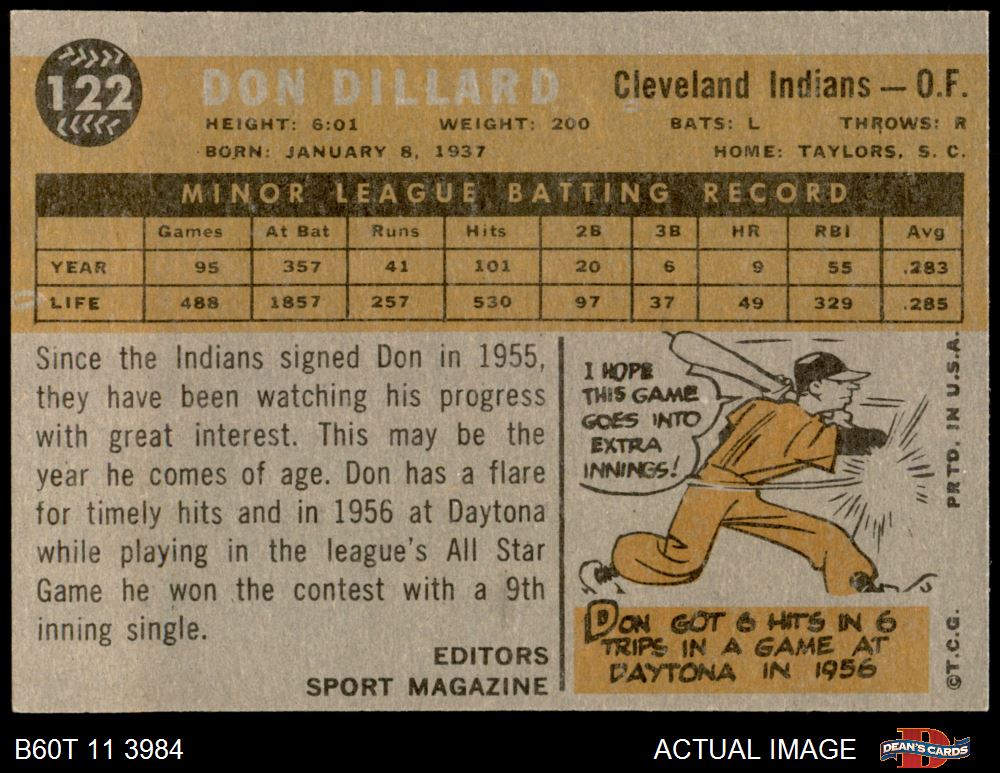 122
DON DILLARD
Cleveland Indians — O.F.
HEIGHT: 6:01 WEIGHT: 200 BATS: L THROWS: R
BORN: JANUARY 8, 1937 HOME: TAYLORS, S. C.
MINOR LEAGUE BATTING RECORD
Games At Bat Runs Hits 2B 3B HR RBI Avg
YEAR 95 357 41 101 20 6 9 55 .283
LIFE 488 1857 257 530 97 37 49 329 .285
Since the Indians signed Don in 1955,
they have been watching his progress
with great interest. This may be the
year he comes of age. Don has a flare
for timely hits and in 1956 at Daytona
while playing in the league's All Star
Game he won the contest with a 9th
inning single.
EDITORS
SPORT MAGAZINE
I HOPE
THIS GAME
GOES INTO
EXTRA
INNINGS!
DON GOT 6 HITS IN 6
TRIPS IN A GAME AT
DAYTONA IN 1956
©T.C.G. PRTD. IN U.S.A.
B60T 11 3984
ACTUAL IMAGE
DEAN'S CARDS